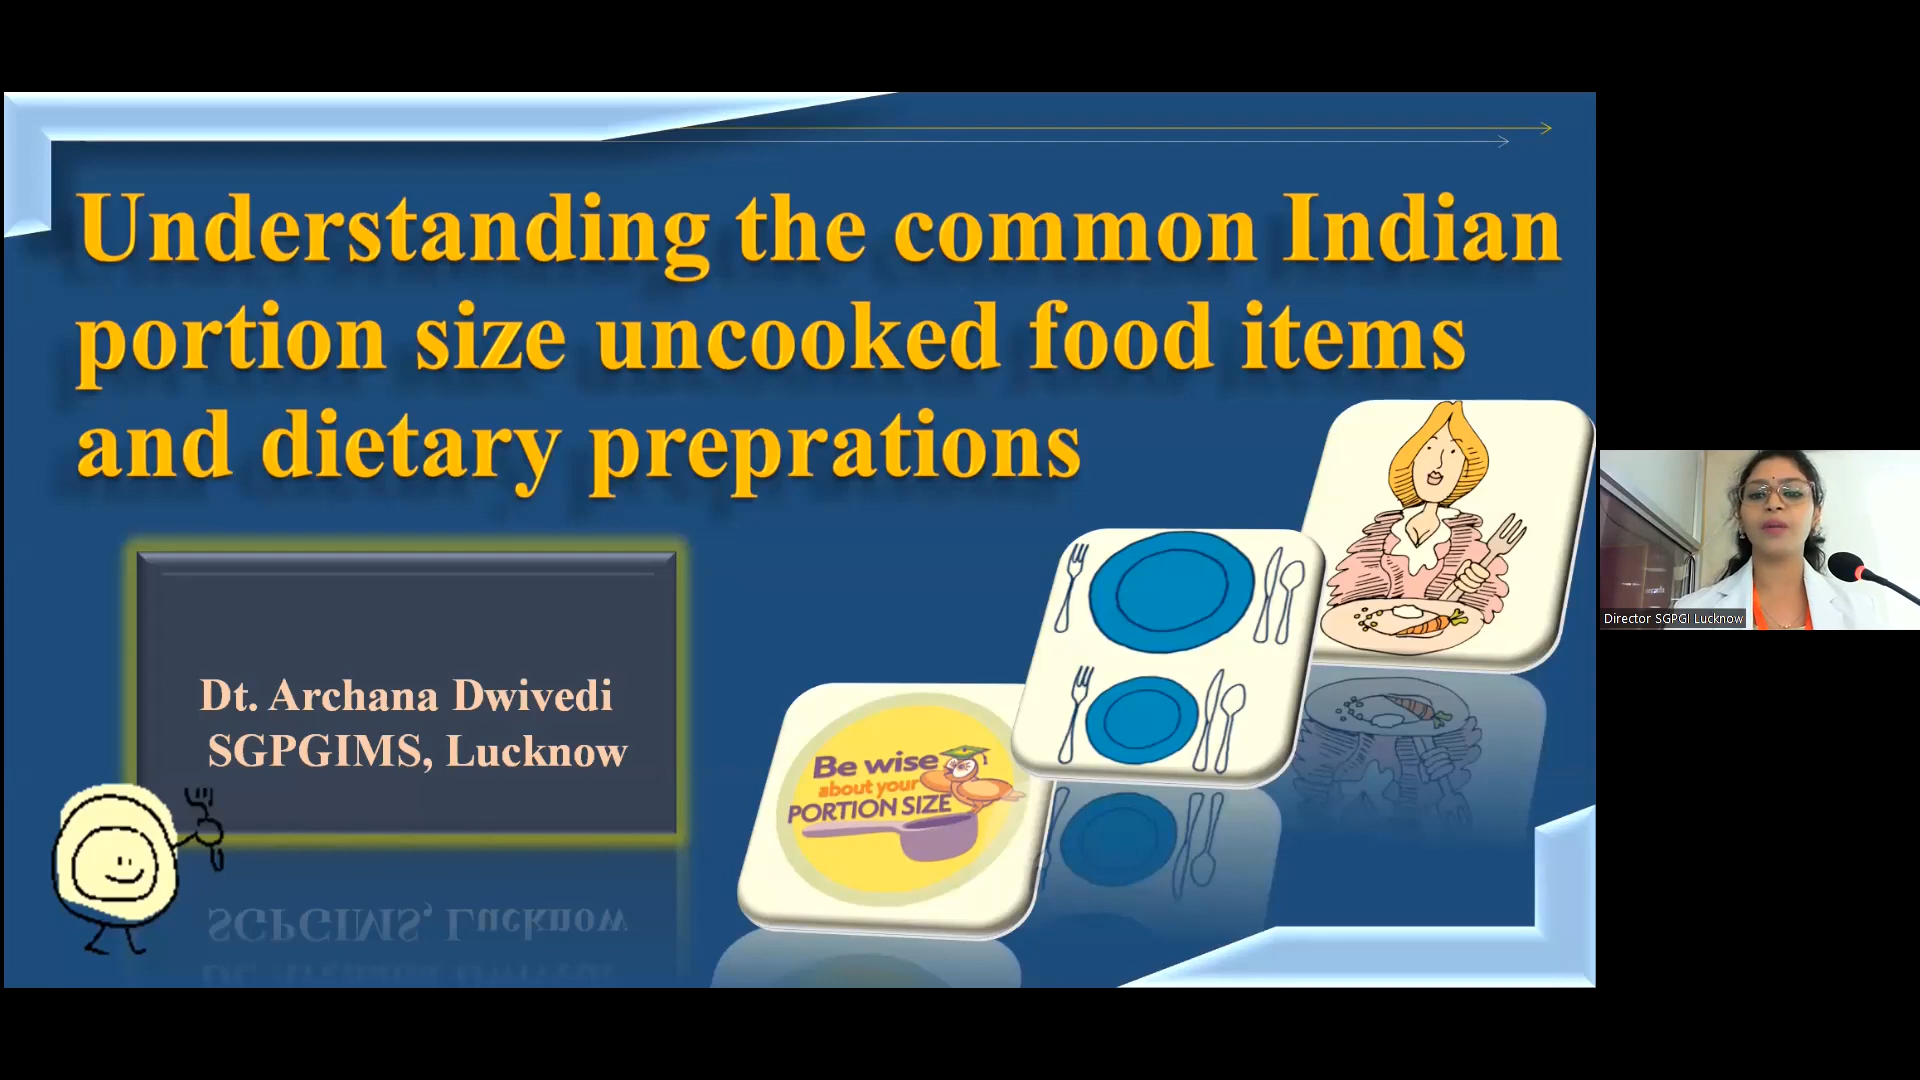 Understanding the common Indian
portion size uncooked food items
and dietary preprations
Dt. Archana Dwivedi
SGPGIMS, Lucknow
Be wise
about your
PORTION SIZE
Director SGPGI Lucknow